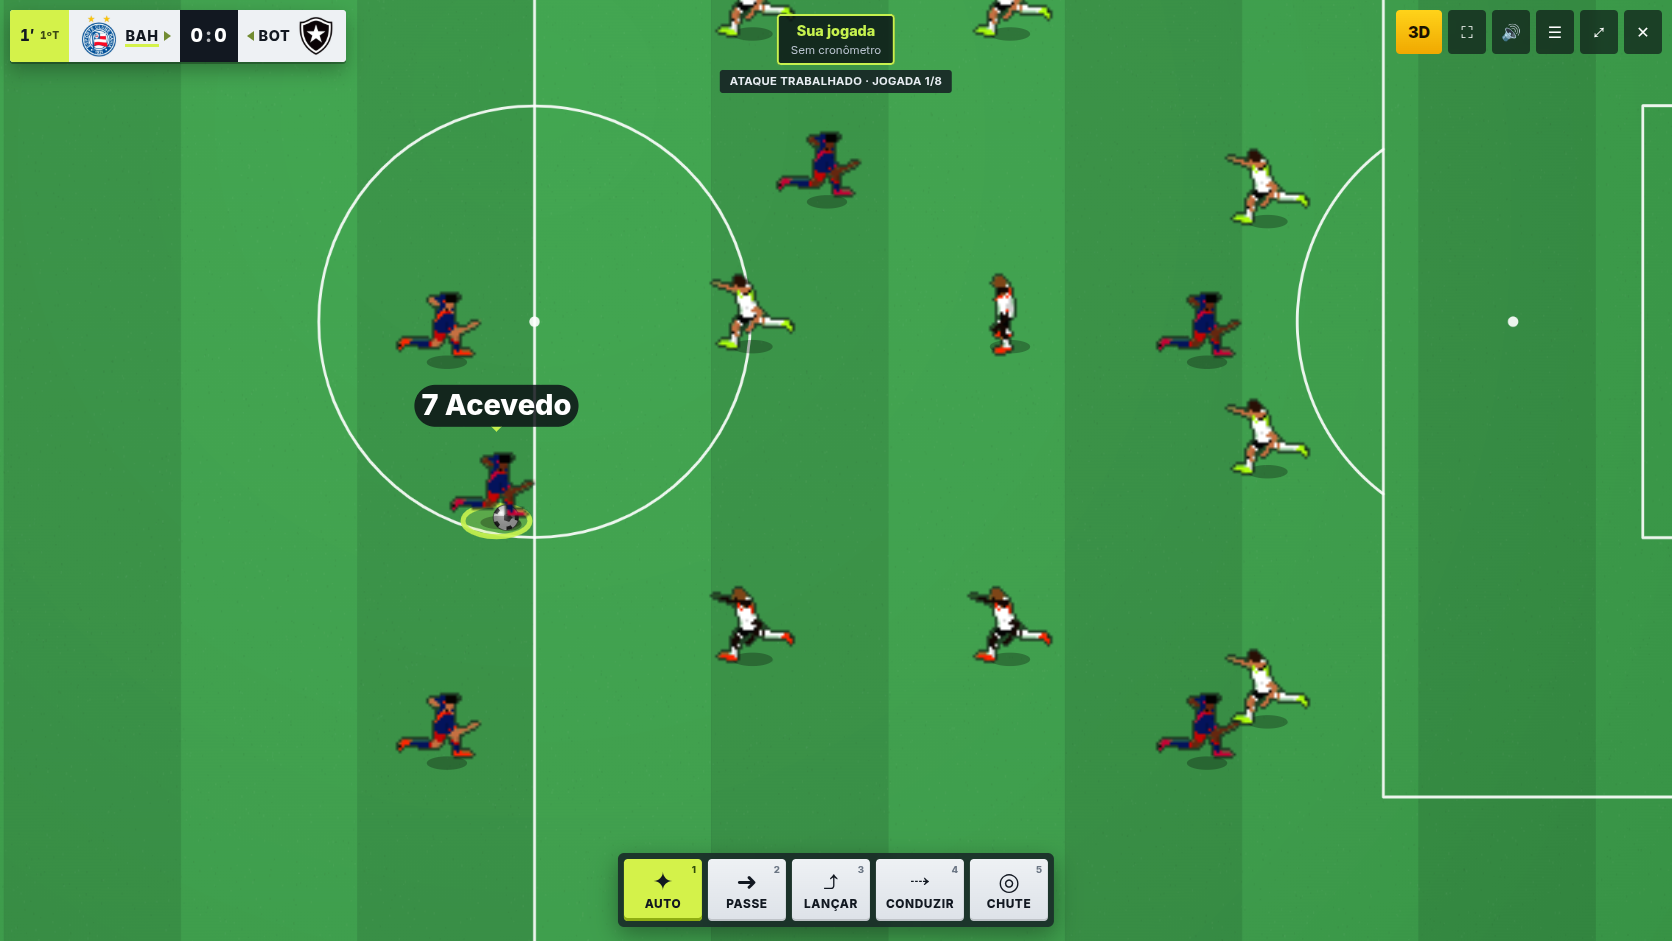 1′ 1ºT BAH 0:0 BOT
Sua jogada
Sem cronômetro
ATAQUE TRABALHADO · JOGADA 1/8
3D
7 Acevedo
1 AUTO
2 PASSE
3 LANÇAR
4 CONDUZIR
5 CHUTE